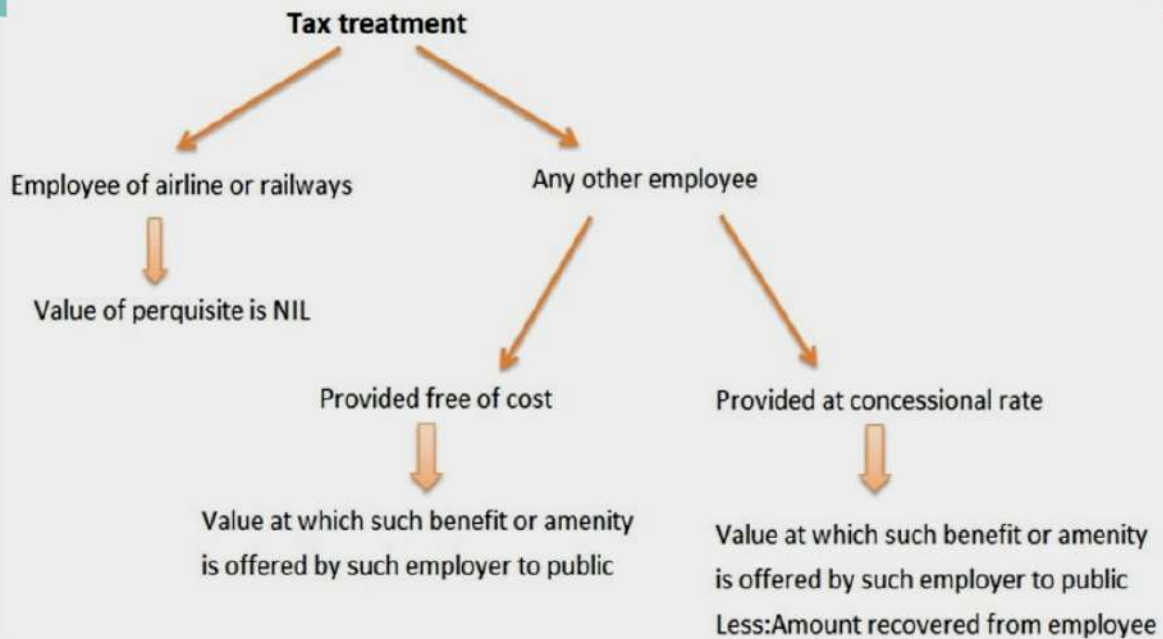 Tax treatment
Employee of airline or railways
Any other employee
Value of perquisite is NIL
Provided free of cost
Provided at concessional rate
Value at which such benefit or amenity
is offered by such employer to public
Value at which such benefit or amenity
is offered by such employer to public
Less:Amount recovered from employee